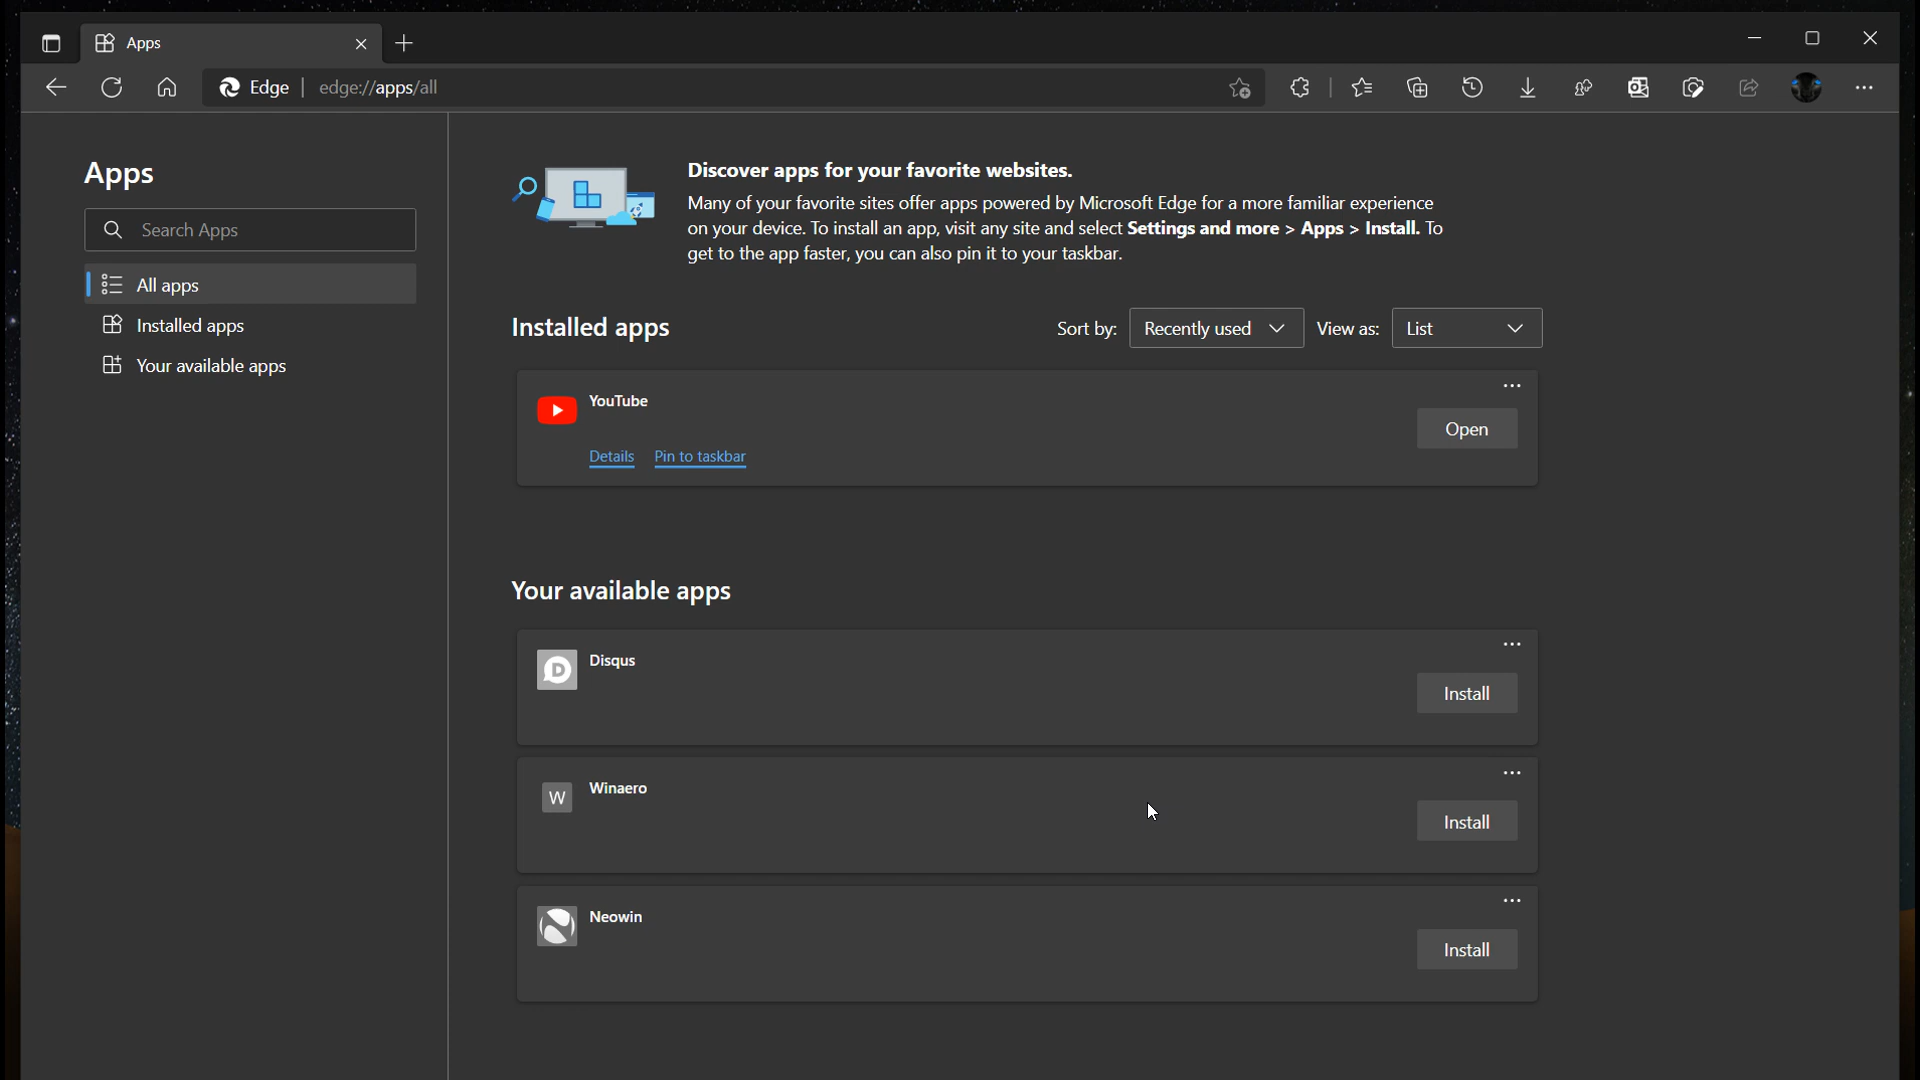 Apps
Edge
edge://apps/all
Apps
Search Apps
All apps
Installed apps
Your available apps
Discover apps for your favorite websites.
Many of your favorite sites offer apps powered by Microsoft Edge for a more familiar experience
on your device. To install an app, visit any site and select Settings and more > Apps > Install. To
get to the app faster, you can also pin it to your taskbar.
Installed apps
Sort by: Recently used View as: List
YouTube
Open
Details Pin to taskbar
Your available apps
Disqus
Install
W Winaero
Install
Neowin
Install